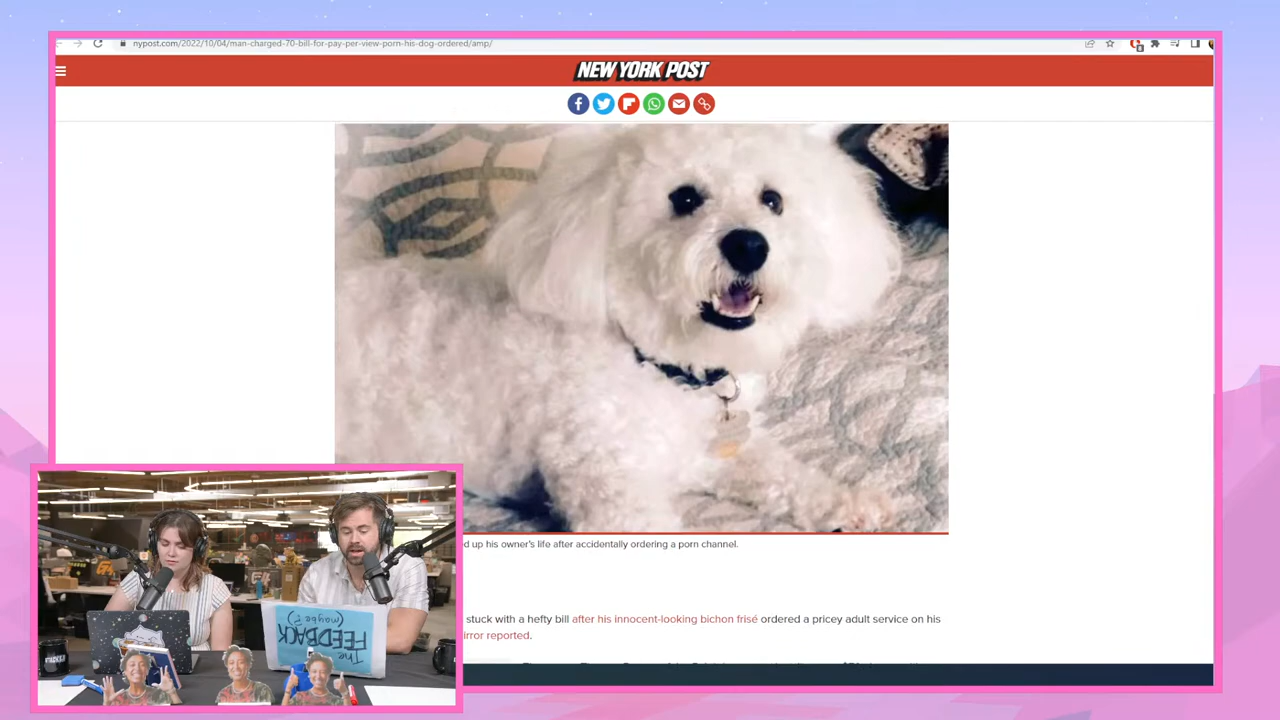 nypost.com/2022/10/04/man-charged-70-bill-for-pay-per-view-porn-his-dog-ordered/amp/
NEW YORK POST
d up his owner's life after accidentally ordering a porn channel.
stuck with a hefty bill after his innocent-looking bichon frisé ordered a pricey adult service on his
irror reported.
The
FEEDBACK
(maybe?)